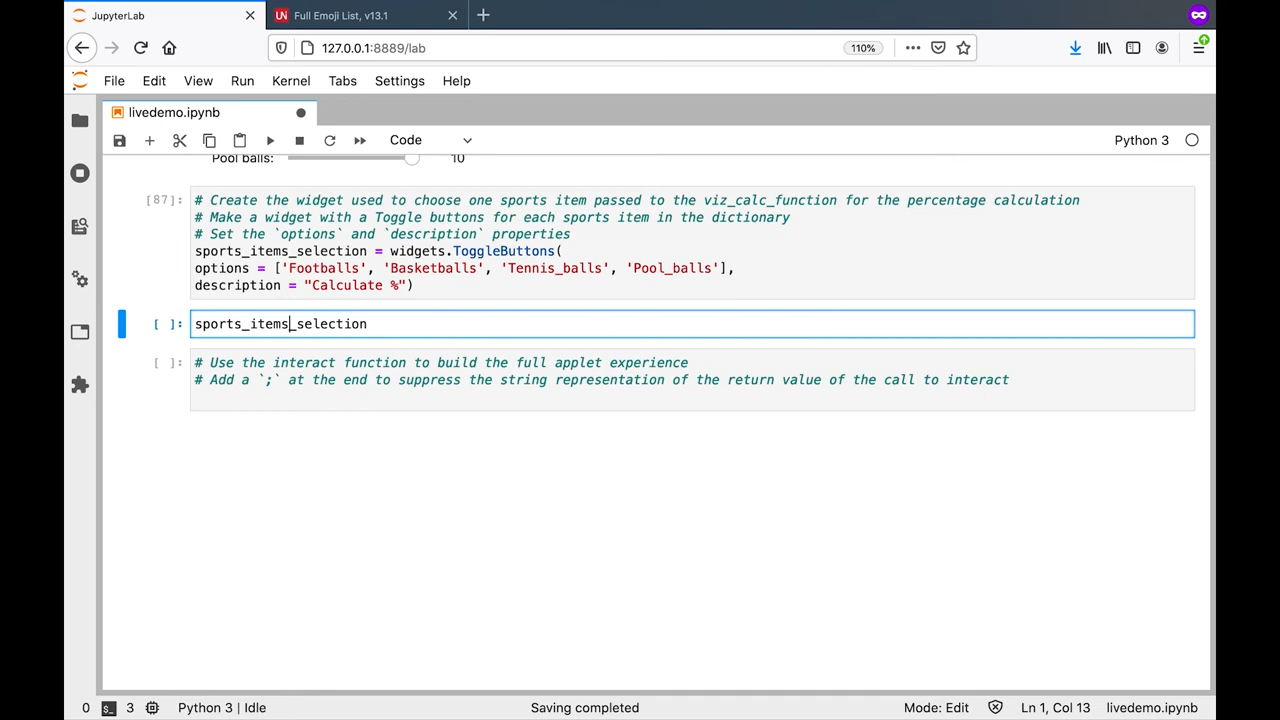 JupyterLab
Full Emoji List, v13.1
127.0.0.1:8889/lab
110%
File Edit View Run Kernel Tabs Settings Help
livedemo.ipynb
Code
Python 3
Pool balls: 10
[87]:
# Create the widget used to choose one sports item passed to the viz_calc_function for the percentage calculation
# Make a widget with a Toggle buttons for each sports item in the dictionary
# Set the `options` and `description` properties
sports_items_selection = widgets.ToggleButtons(
options = ['Footballs', 'Basketballs', 'Tennis_balls', 'Pool_balls'],
description = "Calculate %")
[ ]: sports_items_selection
[ ]: # Use the interact function to build the full applet experience
# Add a `;` at the end to suppress the string representation of the return value of the call to interact
0 3 Python 3 | Idle Saving completed Mode: Edit Ln 1, Col 13 livedemo.ipynb